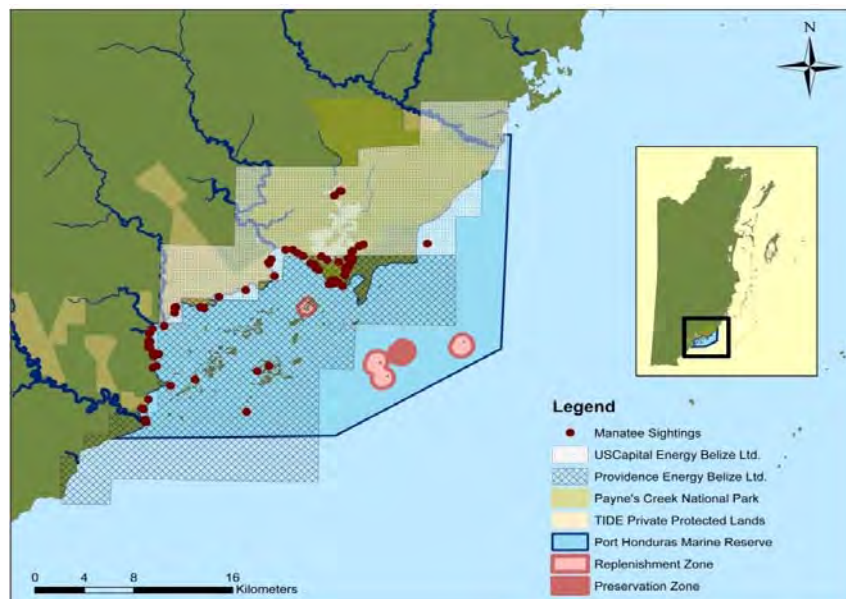 N
Legend
Manatee Sightings
USCapital Energy Belize Ltd.
Providence Energy Belize Ltd.
Payne's Creek National Park
TIDE Private Protected Lands
Port Honduras Marine Reserve
Replenishment Zone
Preservation Zone
0 4 8 16
Kilometers